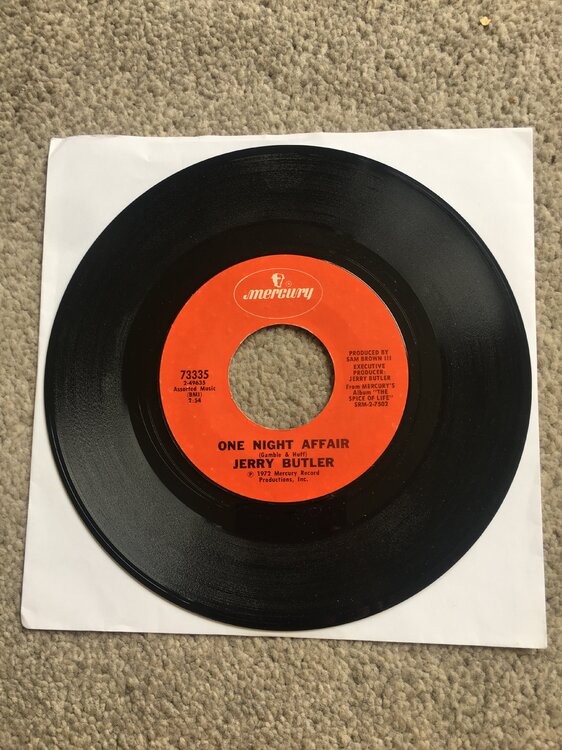 mercury
73335
2-49635
Assorted Music
(BMI)
2:54
PRODUCED BY
SAM BROWN III
EXECUTIVE
PRODUCER:
JERRY BUTLER
From MERCURY'S
Album "THE
SPICE OF LIFE"
SRM-2-7502
ONE NIGHT AFFAIR
(Gamble & Huff)
JERRY BUTLER
℗ 1972 Mercury Record
Productions, Inc.